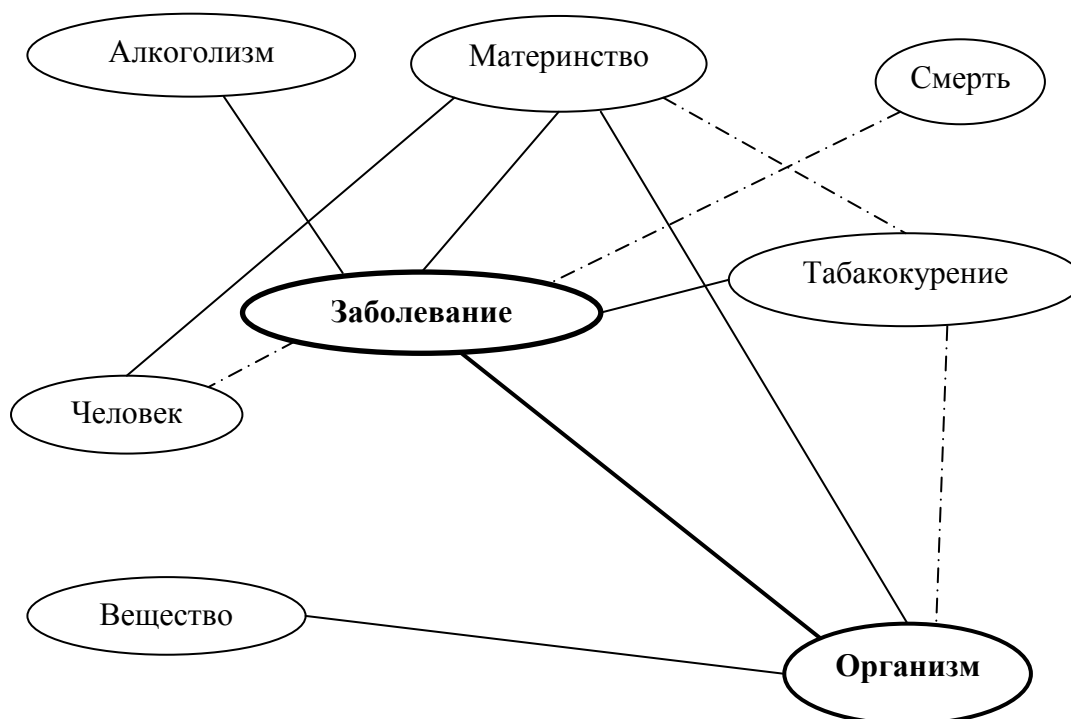 Алкоголизм
Материнство
Смерть
Табакокурение
Заболевание
Человек
Вещество
Организм